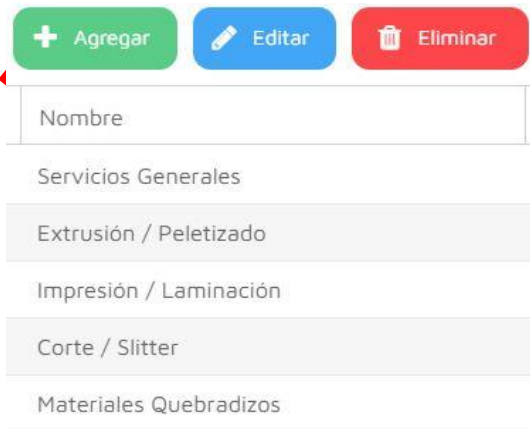 Agregar Editar Eliminar
Nombre
Servicios Generales
Extrusión / Peletizado
Impresión / Laminación
Corte / Slitter
Materiales Quebradizos